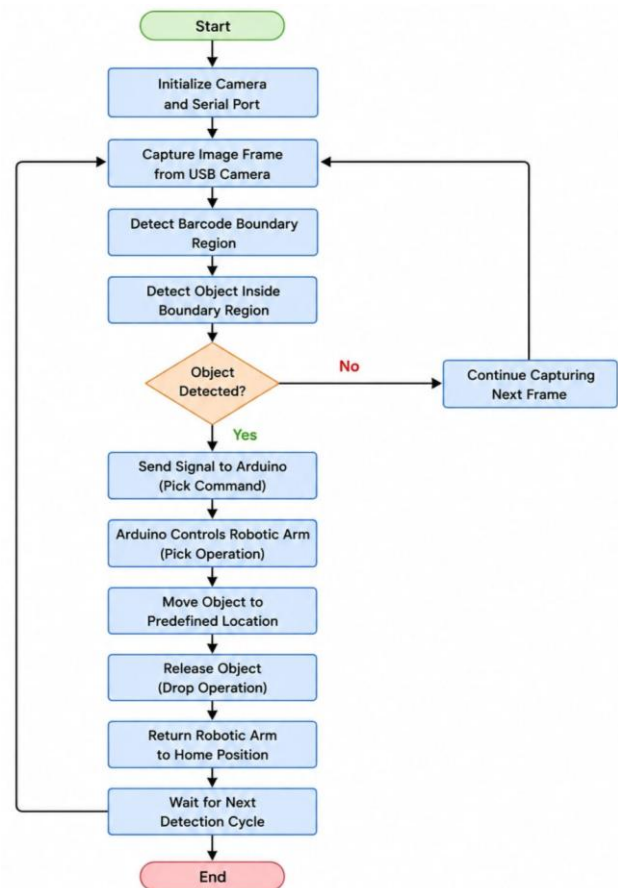 Start
Initialize Camera
and Serial Port
Capture Image Frame
from USB Camera
Detect Barcode Boundary
Region
Detect Object Inside
Boundary Region
Object
Detected?
No
Continue Capturing
Next Frame
Yes
Send Signal to Arduino
(Pick Command)
Arduino Controls Robotic Arm
(Pick Operation)
Move Object to
Predefined Location
Release Object
(Drop Operation)
Return Robotic Arm
to Home Position
Wait for Next
Detection Cycle
End